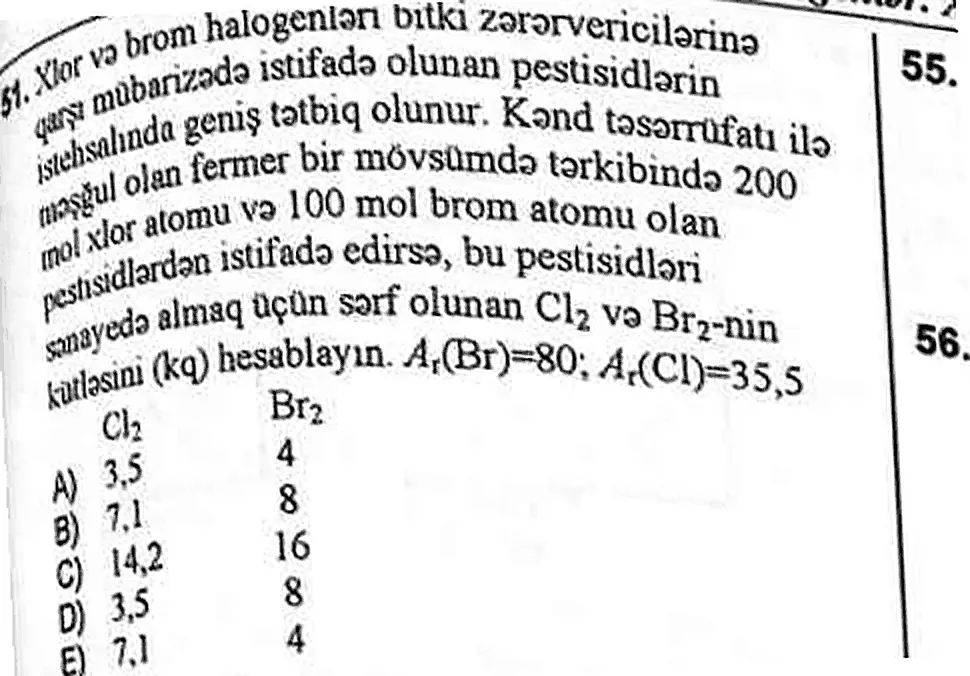 51. Xlor və brom halogenləri bitki zərərvericilərinə
qarşı mübarizədə istifadə olunan pestisidlərin
istehsalında geniş tətbiq olunur. Kənd təsərrüfatı ilə
məşğul olan fermer bir mövsümdə tərkibində 200
mol xlor atomu və 100 mol brom atomu olan
pestisidlərdən istifadə edirsə, bu pestisidləri
sənayedə almaq üçün sərf olunan Cl₂ və Br₂-nin
kütləsini (kq) hesablayın. Aᵣ(Br)=80; Aᵣ(Cl)=35,5
Cl₂ Br₂
A) 3,5 4
B) 7,1 8
C) 14,2 16
D) 3,5 8
E) 7,1 4
55.
56.